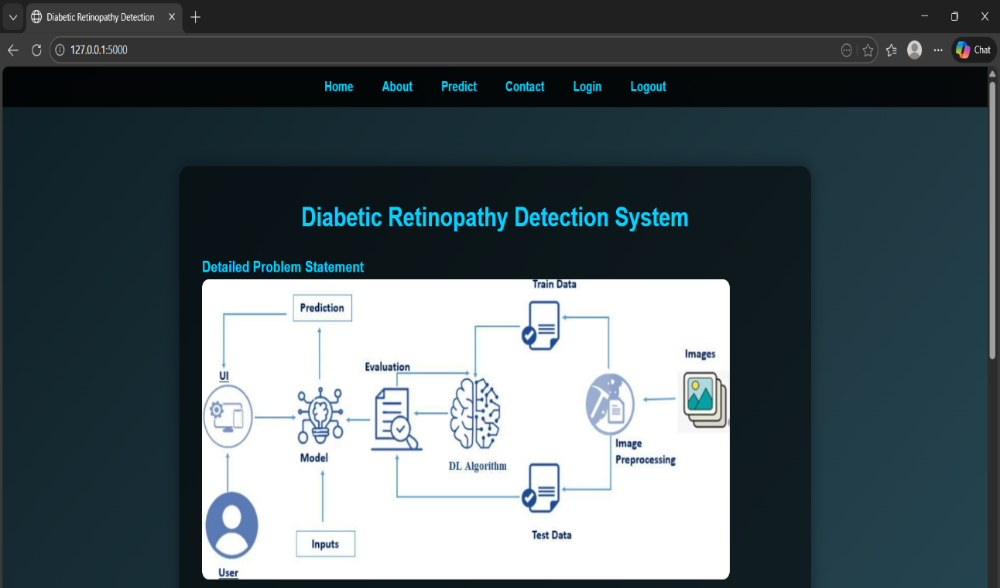 Diabetic Retinopathy Detection
127.0.0.1:5000
Chat
Home About Predict Contact Login Logout
Diabetic Retinopathy Detection System
Detailed Problem Statement
Train Data
Prediction
Images
Evaluation
UI
Image
Preprocessing
Model
DL Algorithm
Test Data
Inputs
User